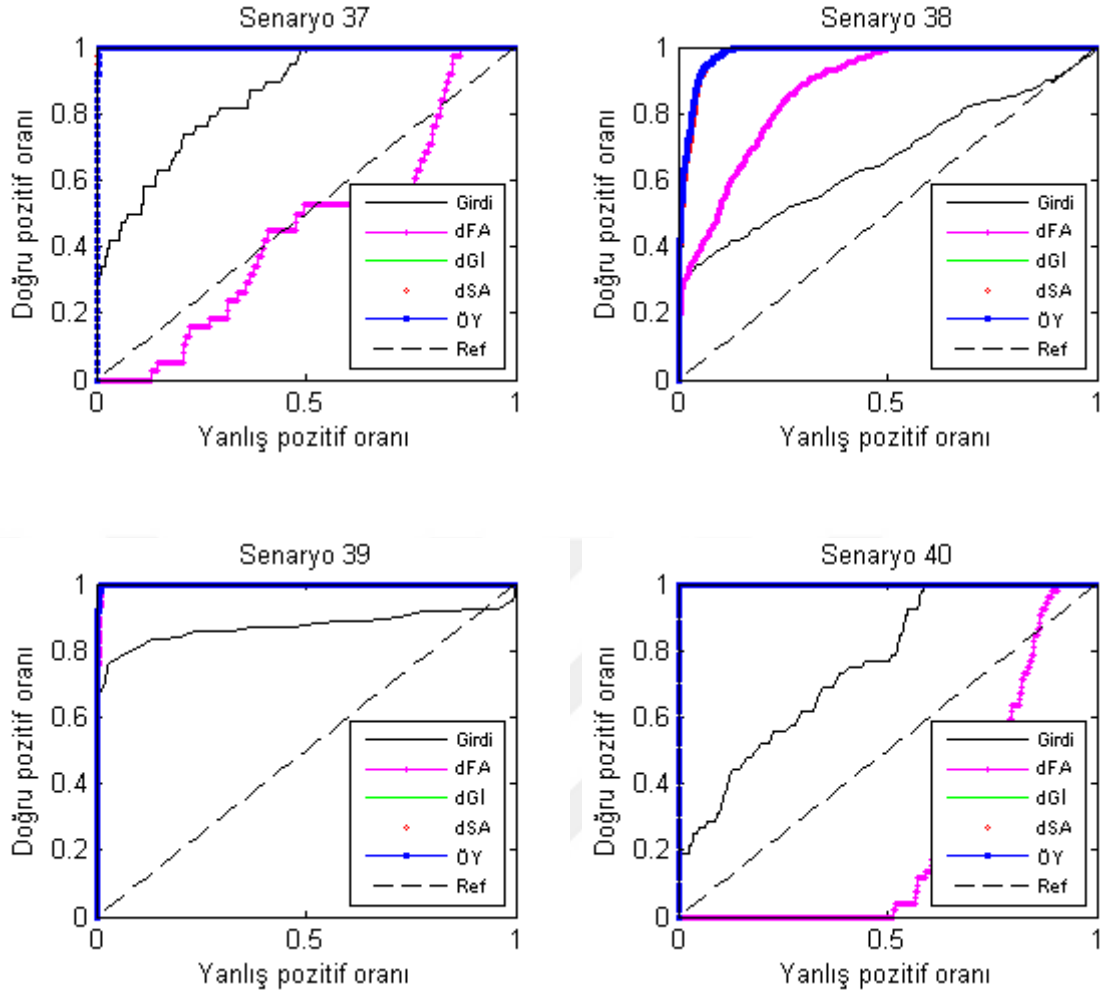 Senaryo 37
1
0.8
0.6
0.4
0.2
0
0
0.5
1
Doğru pozitif oranı
Yanlış pozitif oranı
Girdi
dFA
dGİ
dSA
ÖY
Ref
Senaryo 38
1
0.8
0.6
0.4
0.2
0
0
0.5
1
Doğru pozitif oranı
Yanlış pozitif oranı
Girdi
dFA
dGİ
dSA
ÖY
Ref
Senaryo 39
1
0.8
0.6
0.4
0.2
0
0
0.5
1
Doğru pozitif oranı
Yanlış pozitif oranı
Girdi
dFA
dGİ
dSA
ÖY
Ref
Senaryo 40
1
0.8
0.6
0.4
0.2
0
0
0.5
1
Doğru pozitif oranı
Yanlış pozitif oranı
Girdi
dFA
dGİ
dSA
ÖY
Ref